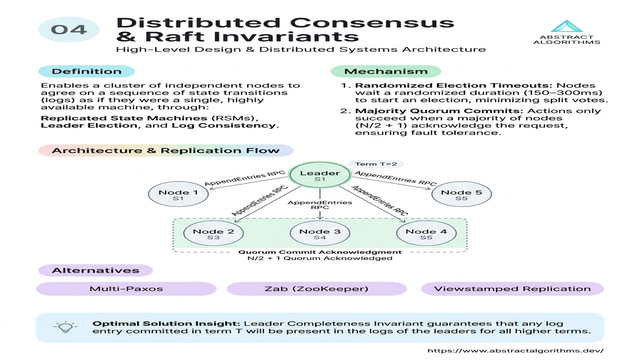 04
Distributed Consensus
& Raft Invariants
High-Level Design & Distributed Systems Architecture
ABSTRACT
ALGORITHMS
Definition
Enables a cluster of independent nodes to
agree on a sequence of state transitions
(logs) as if they were a single, highly
available machine, through:
Replicated State Machines (RSMs),
Leader Election, and Log Consistency.
Mechanism
1. Randomized Election Timeouts: Nodes
wait a randomized duration (150–300ms)
to start an election, minimizing split votes.
2. Majority Quorum Commits: Actions only
succeed when a majority of nodes
(N/2 + 1) acknowledge the request,
ensuring fault tolerance.
Architecture & Replication Flow
Term T=2
Leader
S1
AppendEntries RPC
AppendEntries RPC
Node 1
S1
Node 5
S5
AppendEntries RPC
AppendEntries
RPC
AppendEntries RPC
Node 2
S3
Node 3
S4
Node 4
S5
Quorum Commit Acknowledgment
N/2 + 1 Quorum Acknowledged
Alternatives
Multi-Paxos
Zab (ZooKeeper)
Viewstamped Replication
Optimal Solution Insight: Leader Completeness Invariant guarantees that any log
entry committed in term T will be present in the logs of the leaders for all higher terms.
https://www.abstractalgorithms.dev/